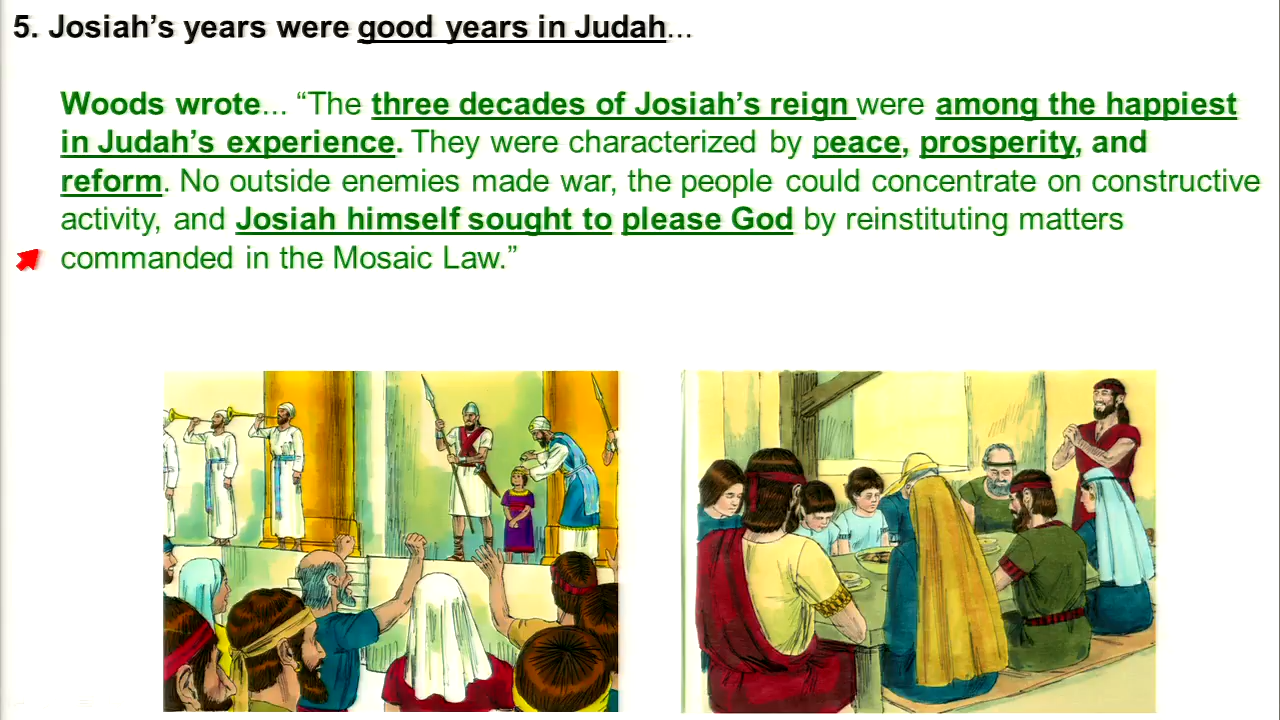 5. Josiah’s years were good years in Judah...
Woods wrote... “The three decades of Josiah’s reign were among the happiest
in Judah’s experience. They were characterized by peace, prosperity, and
reform. No outside enemies made war, the people could concentrate on constructive
activity, and Josiah himself sought to please God by reinstituting matters
commanded in the Mosaic Law.”